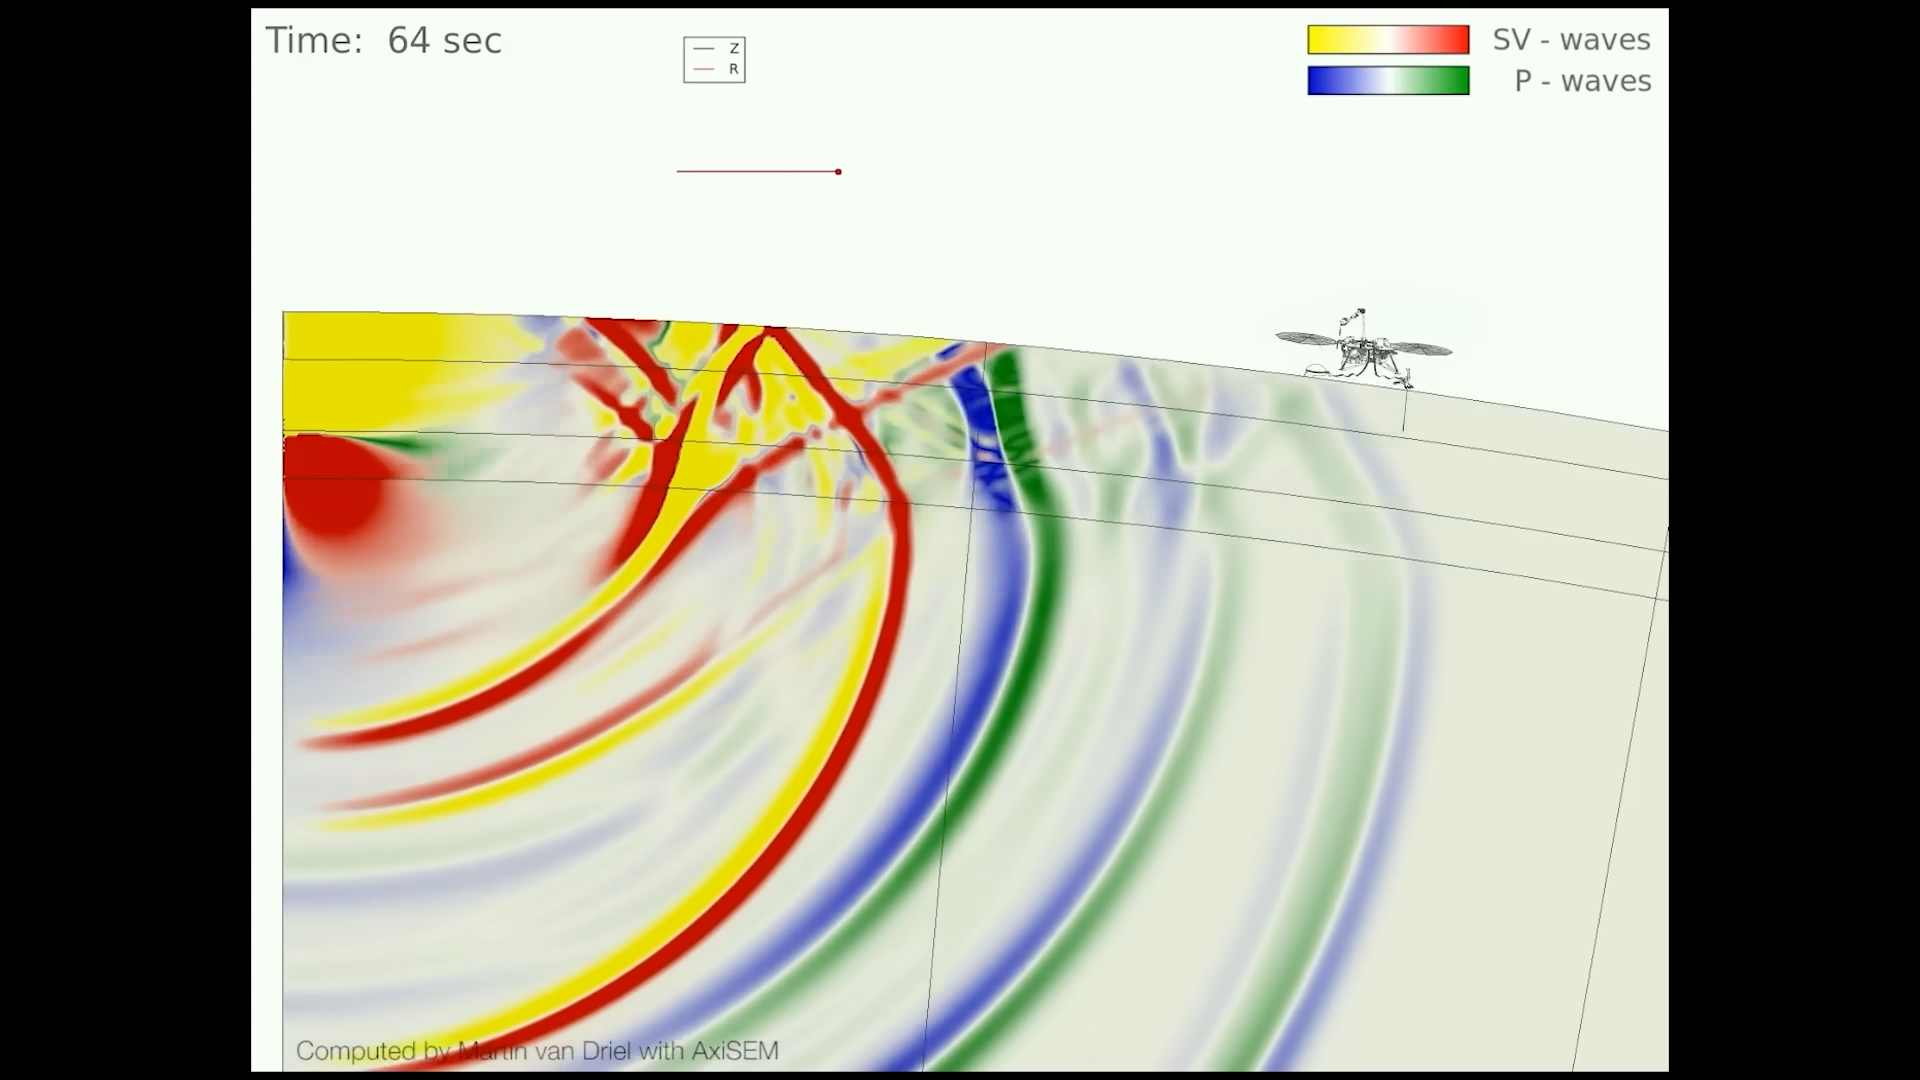 Time: 64 sec
Z
R
SV - waves
P - waves
Computed by Martin van Driel with AxiSEM